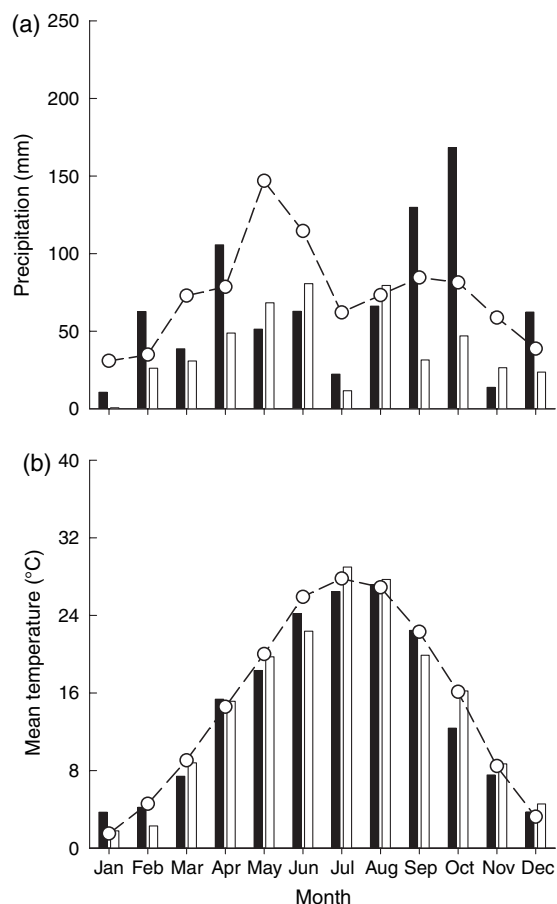 (a)
250
200
150
100
50
0
Precipitation (mm)
(b)
40
32
24
16
8
0
Mean temperature (°C)
Jan Feb Mar Apr May Jun Jul Aug Sep Oct Nov Dec
Month